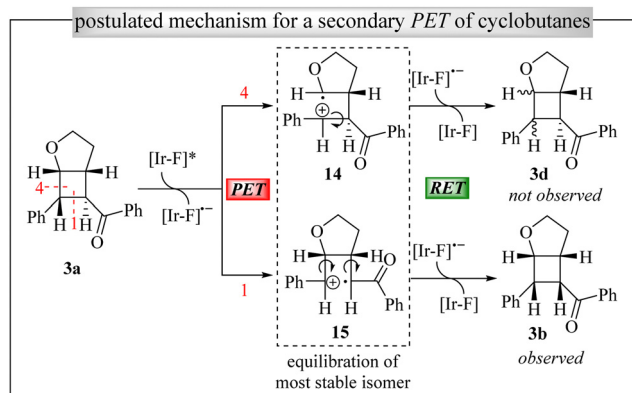 postulated mechanism for a secondary PET of cyclobutanes
O
H
H
4
Ph
H
H
1
O
Ph
3a
[Ir-F]*
[Ir-F]•−
PET
4
1
O
H
•
H
Ph
⊕
H
H
O
Ph
14
O
H
H
O
Ph
⊕
•
H
H
Ph
15
equilibration of
most stable isomer
[Ir-F]•−
[Ir-F]
RET
[Ir-F]•−
[Ir-F]
O
H
H
Ph
H
H
O
Ph
3d
not observed
O
H
H
Ph
H
H
O
Ph
3b
observed